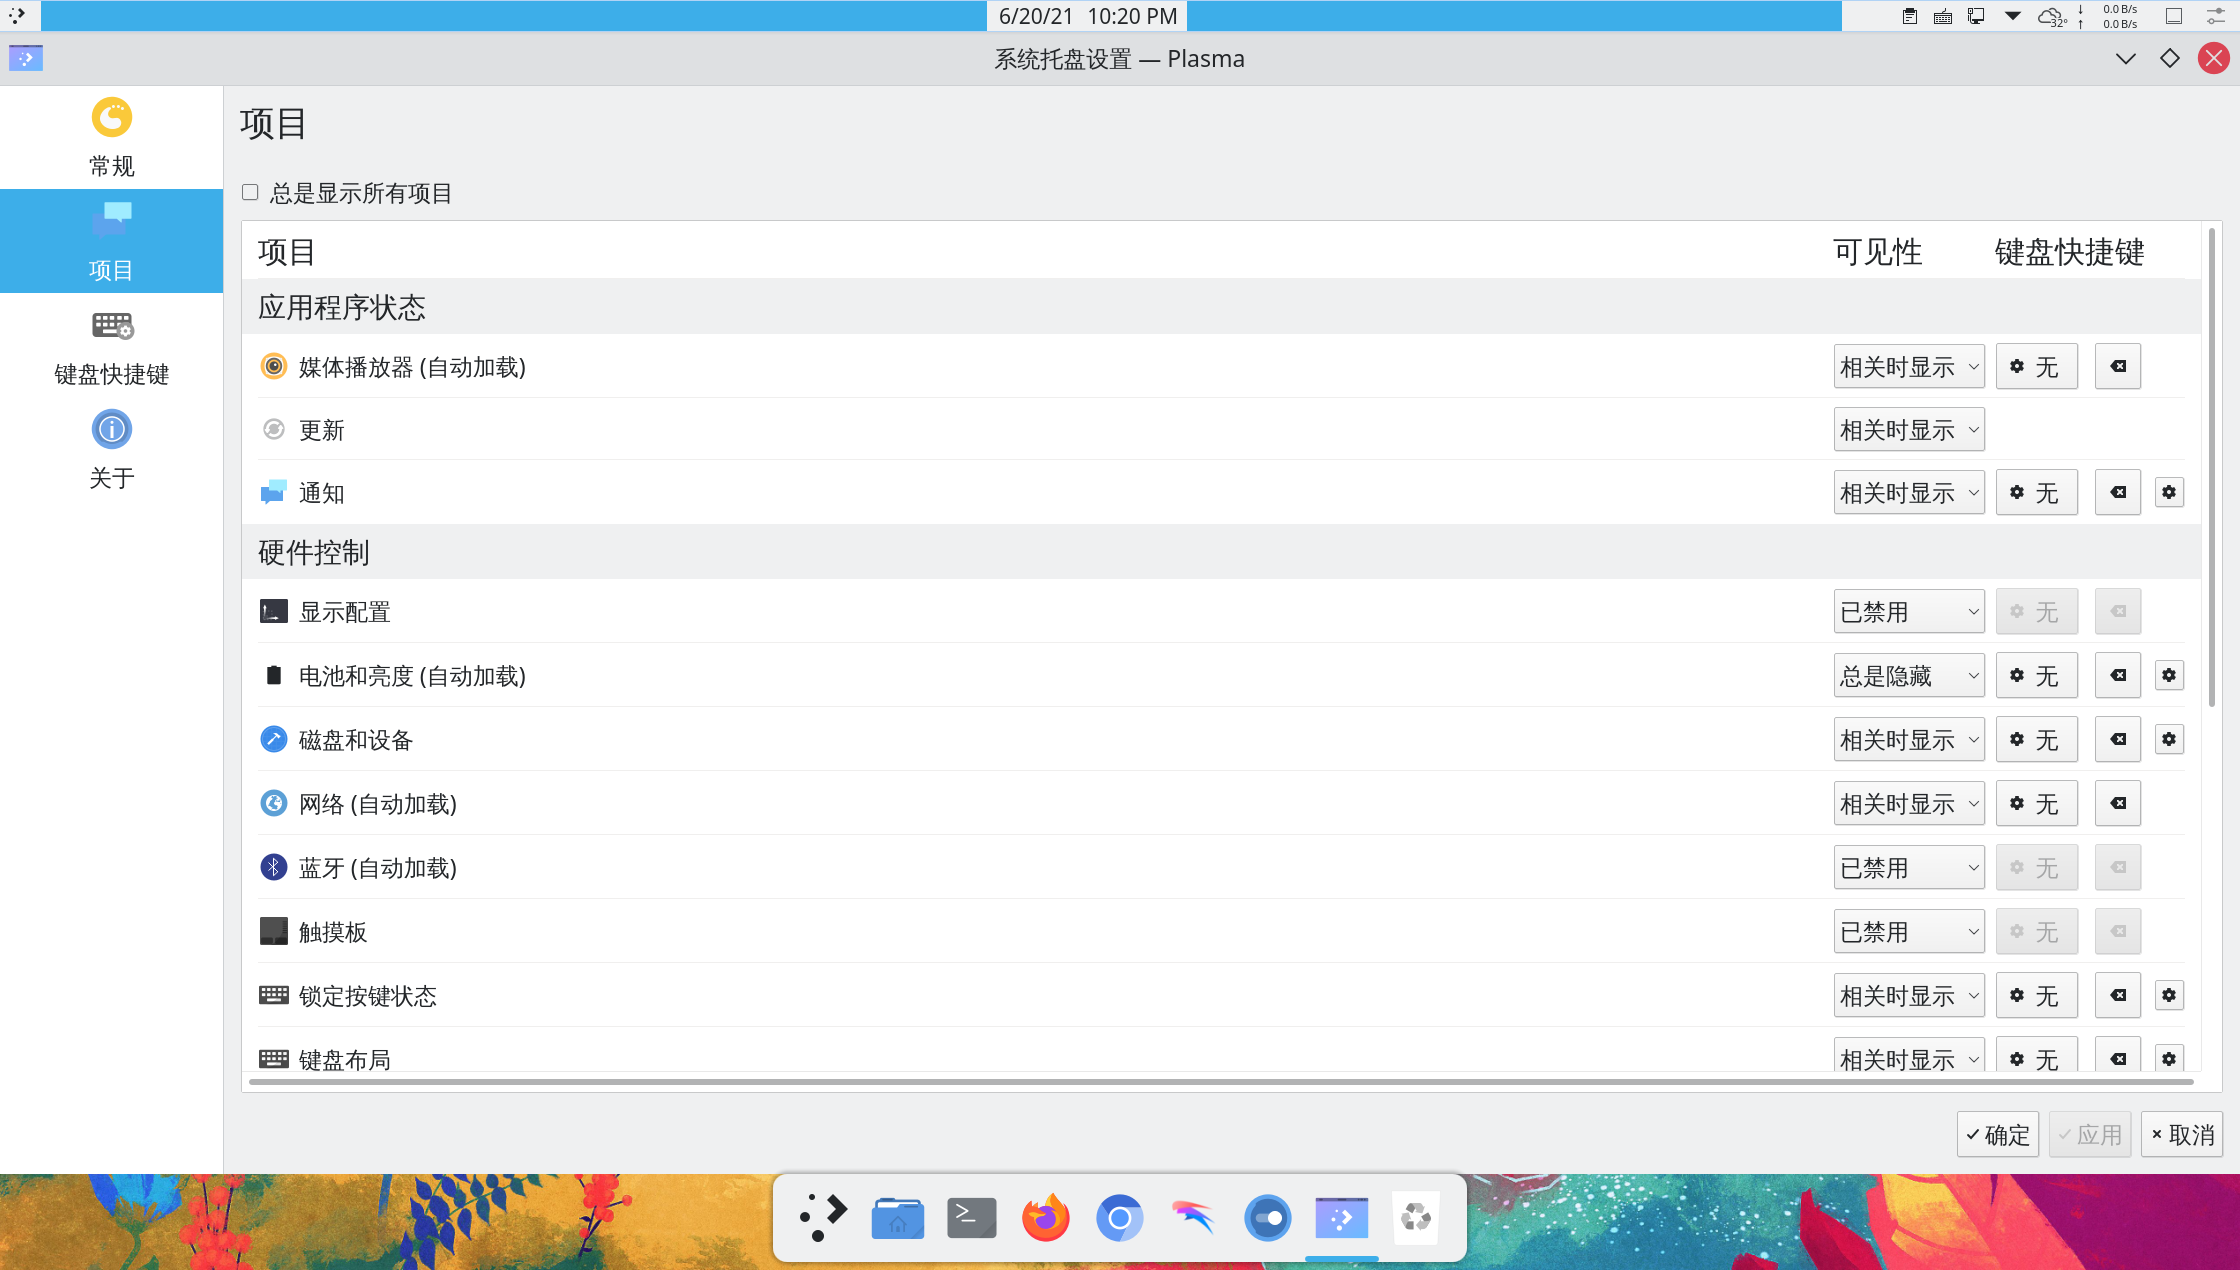 6/20/21 10:20 PM
32°
0.0 B/s
0.0 B/s
系统托盘设置 — Plasma
常规
项目
键盘快捷键
关于
项目
总是显示所有项目
项目 可见性 键盘快捷键
应用程序状态
媒体播放器 (自动加载) 相关时显示 无
更新 相关时显示
通知 相关时显示 无
硬件控制
显示配置 已禁用 无
电池和亮度 (自动加载) 总是隐藏 无
磁盘和设备 相关时显示 无
网络 (自动加载) 相关时显示 无
蓝牙 (自动加载) 已禁用 无
触摸板 已禁用 无
锁定按键状态 相关时显示 无
键盘布局 相关时显示 无
确定 应用 取消